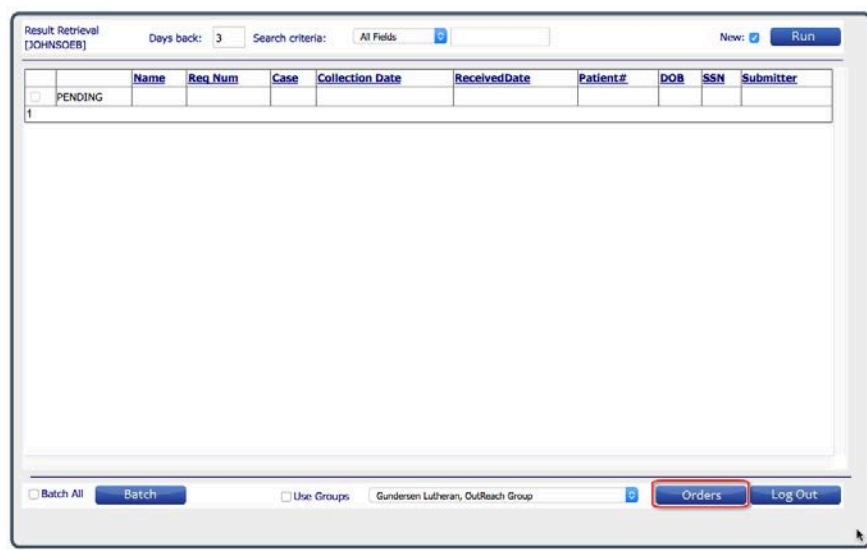 Result Retrieval
[JOHNSOEB]
Days back: 3 Search criteria: All Fields New: Run
Name Req Num Case Collection Date ReceivedDate Patient# DOB SSN Submitter
PENDING
1
Batch All Batch Use Groups Gundersen Lutheran, OutReach Group Orders Log Out